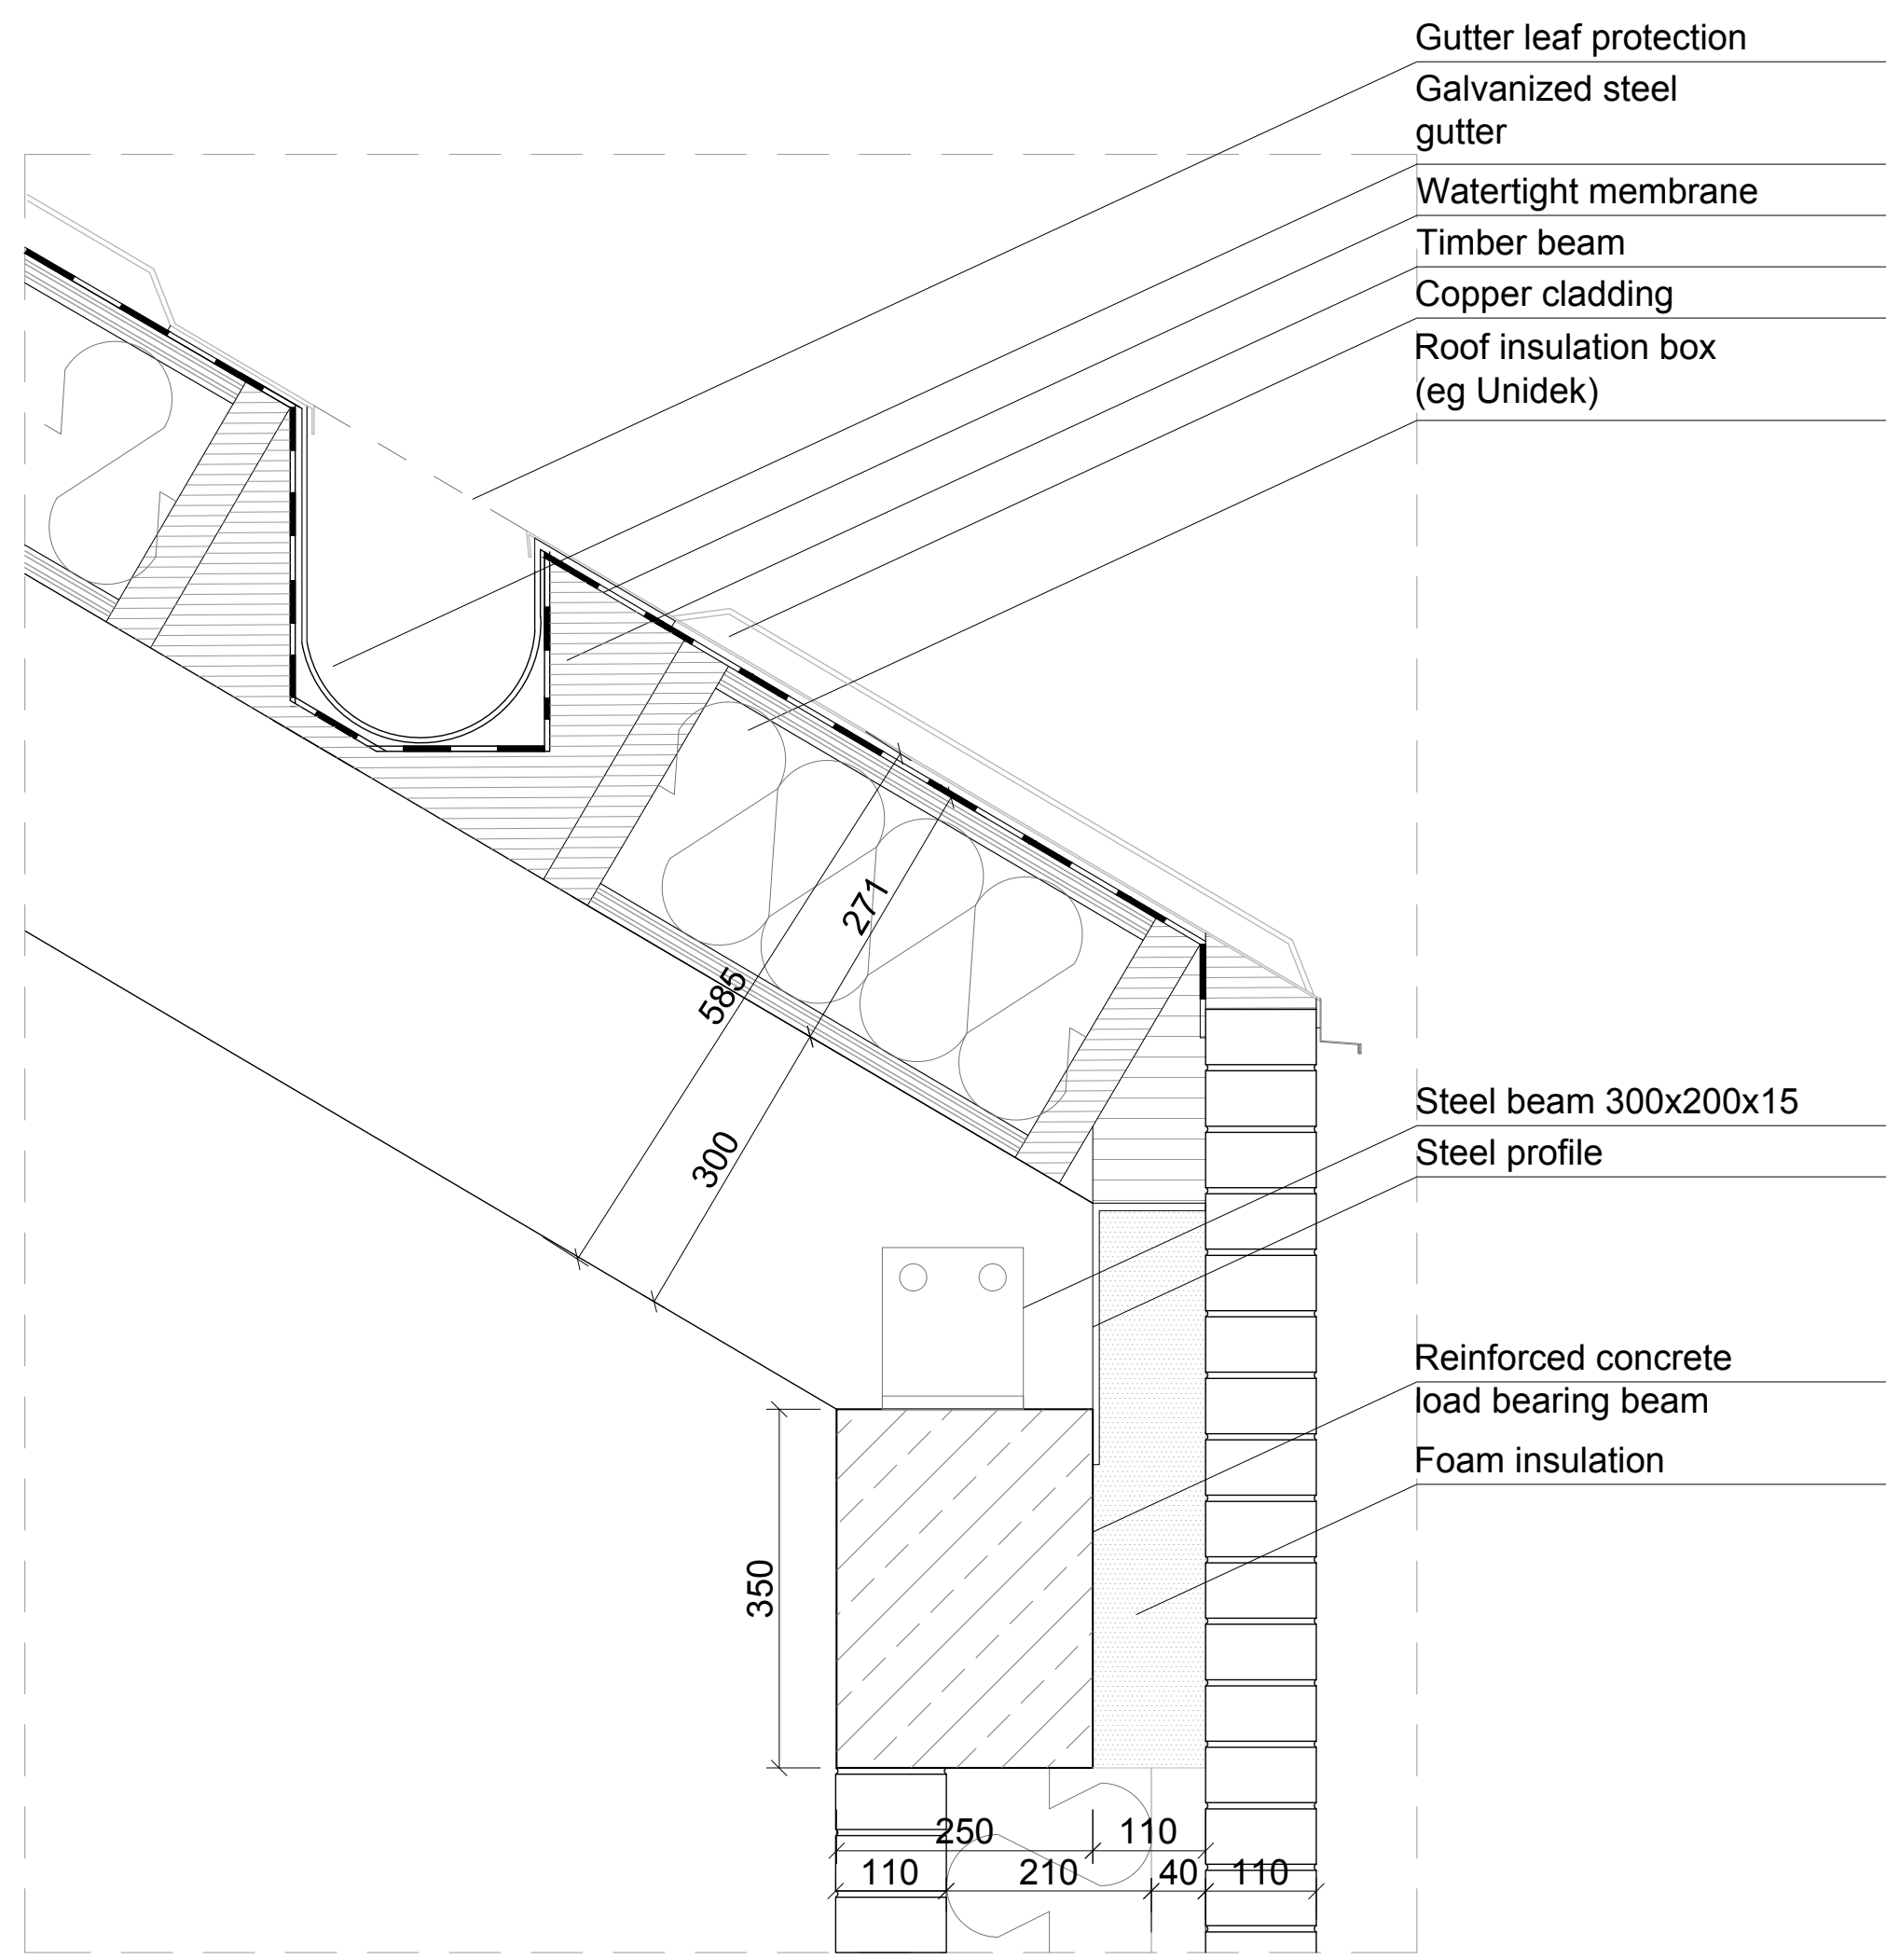 Gutter leaf protection
Galvanized steel
gutter
Watertight membrane
Timber beam
Copper cladding
Roof insulation box
(eg Unidek)
271
585
300
Steel beam 300x200x15
Steel profile
Reinforced concrete
load bearing beam
Foam insulation
350
250 110
110 210 40 110